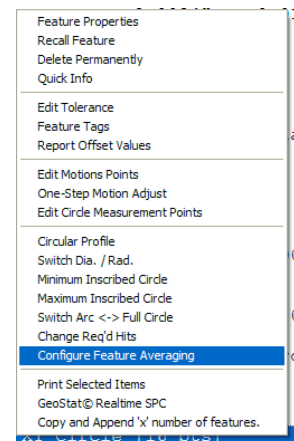 Feature Properties
Recall Feature
Delete Permanently
Quick Info
Edit Tolerance
Feature Tags
Report Offset Values
Edit Motions Points
One-Step Motion Adjust
Edit Circle Measurement Points
Circular Profile
Switch Dia. / Rad.
Minimum Inscribed Circle
Maximum Inscribed Circle
Switch Arc <-> Full Circle
Change Req'd Hits
Configure Feature Averaging
Print Selected Items
GeoStat© Realtime SPC
Copy and Append 'x' number of features.